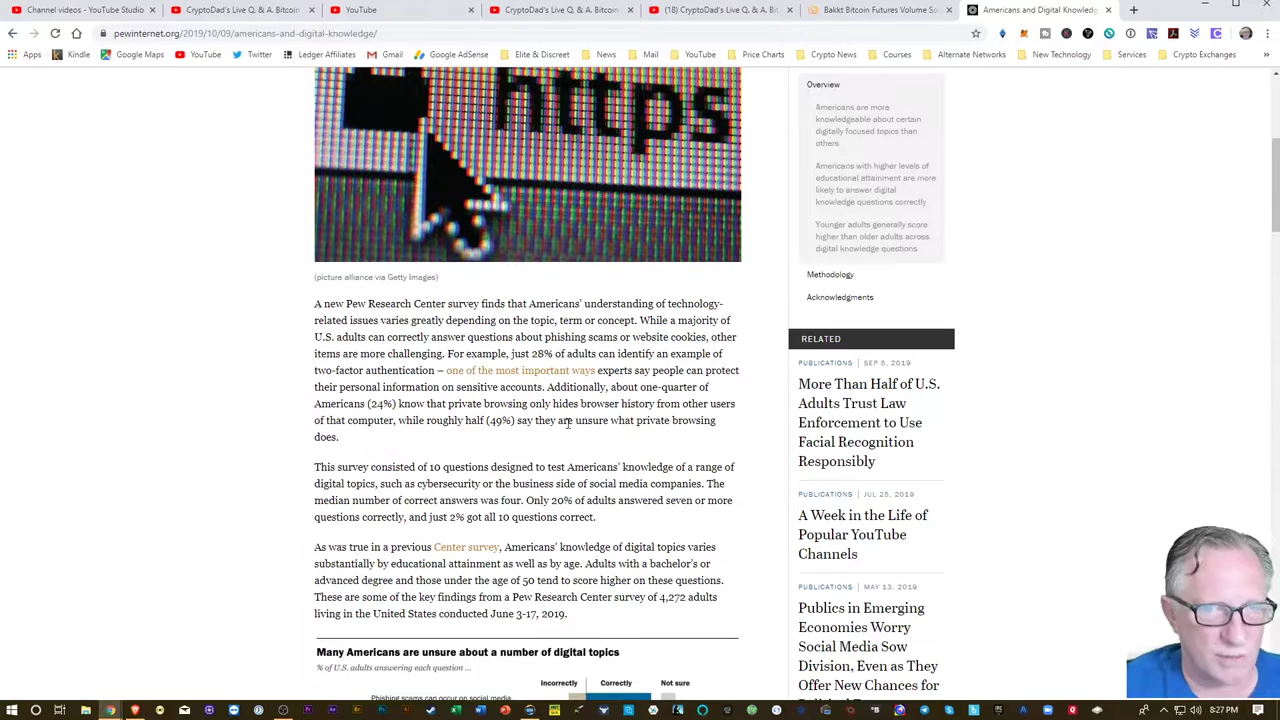 Channel videos - YouTube Studio
CryptoDad's Live Q. & A. Bitcoin
YouTube
CryptoDad's Live Q. & A. Bitcoin
(18) CryptoDad's Live Q. & A. Bit
Bakkt Bitcoin Futures Volume So
Americans and Digital Knowledge
pewinternet.org/2019/10/09/americans-and-digital-knowledge/
Apps
Kindle
Google Maps
YouTube
Twitter
Ledger Affiliates
Gmail
Google AdSense
Elite & Discreet
News
Mail
YouTube
Price Charts
Crypto News
Courses
New Technology
Services
Crypto Exchanges
https
(picture alliance via Getty Images)
A new Pew Research Center survey finds that Americans' understanding of technology-
related issues varies greatly depending on the topic, term or concept. While a majority of
U.S. adults can correctly answer questions about phishing scams or website cookies, other
items are more challenging. For example, just 28% of adults can identify an example of
two-factor authentication – one of the most important ways experts say people can protect
their personal information on sensitive accounts. Additionally, about one-quarter of
Americans (24%) know that private browsing only hides browser history from other users
of that computer, while roughly half (49%) say they are unsure what private browsing
does.
This survey consisted of 10 questions designed to test Americans' knowledge of a range of
digital topics, such as cybersecurity or the business side of social media companies. The
median number of correct answers was four. Only 20% of adults answered seven or more
questions correctly, and just 2% got all 10 questions correct.
As was true in a previous Center survey, Americans' knowledge of digital topics varies
substantially by educational attainment as well as by age. Adults with a bachelor's or
advanced degree and those under the age of 50 tend to score higher on these questions.
These are some of the key findings from a Pew Research Center survey of 4,272 adults
living in the United States conducted June 3-17, 2019.
Many Americans are unsure about a number of digital topics
% of U.S. adults answering each question ...
Incorrectly
Correctly
Not sure
Phishing scams can occur on social media
Overview
Americans are more
knowledgeable about certain
digitally focused topics than
others
Americans with higher levels of
educational attainment are more
likely to answer digital
knowledge questions correctly
Younger adults generally score
higher than older adults across
digital knowledge questions
Methodology
Acknowledgments
RELATED
PUBLICATIONS | SEP 5, 2019
More Than Half of U.S.
Adults Trust Law
Enforcement to Use
Facial Recognition
Responsibly
PUBLICATIONS | JUL 25, 2019
A Week in the Life of
Popular YouTube
Channels
PUBLICATIONS | MAY 13, 2019
Publics in Emerging
Economies Worry
Social Media Sow
Division, Even as They
Offer New Chances for
8:27 PM